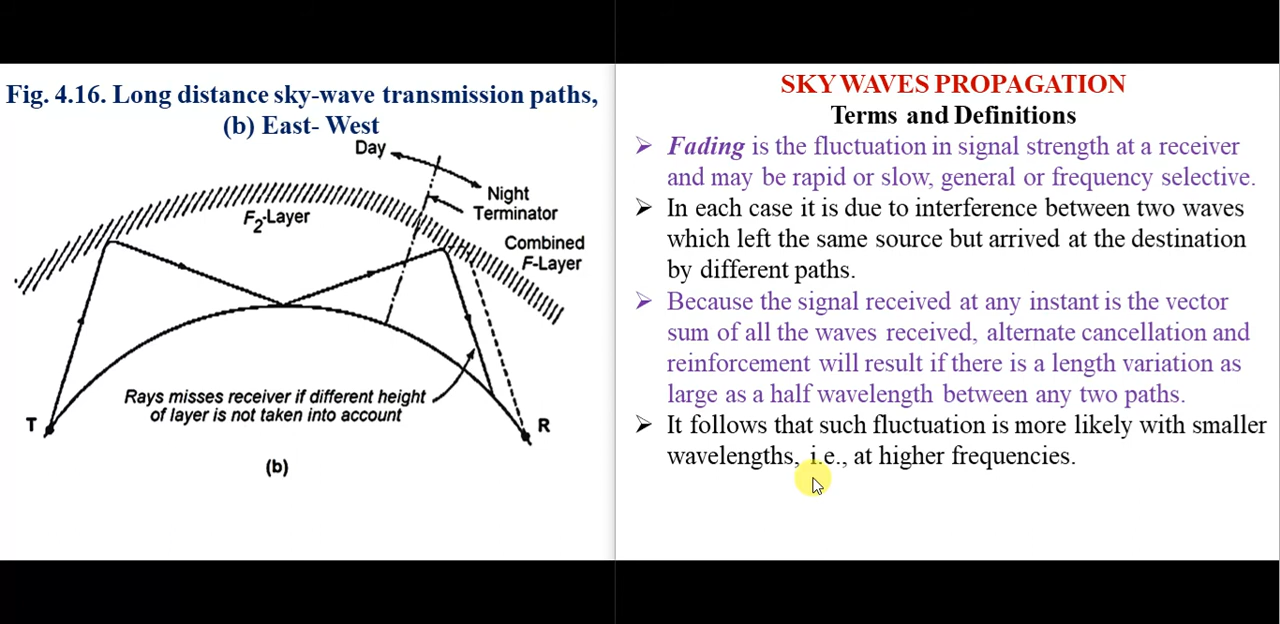 Fig. 4.16. Long distance sky-wave transmission paths,
(b) East- West
Day
Night
Terminator
F2-Layer
Combined
F-Layer
Rays misses receiver if different height
of layer is not taken into account
T
R
(b)
SKY WAVES PROPAGATION
Terms and Definitions
➢ Fading is the fluctuation in signal strength at a receiver
and may be rapid or slow, general or frequency selective.
➢ In each case it is due to interference between two waves
which left the same source but arrived at the destination
by different paths.
➢ Because the signal received at any instant is the vector
sum of all the waves received, alternate cancellation and
reinforcement will result if there is a length variation as
large as a half wavelength between any two paths.
➢ It follows that such fluctuation is more likely with smaller
wavelengths, i.e., at higher frequencies.